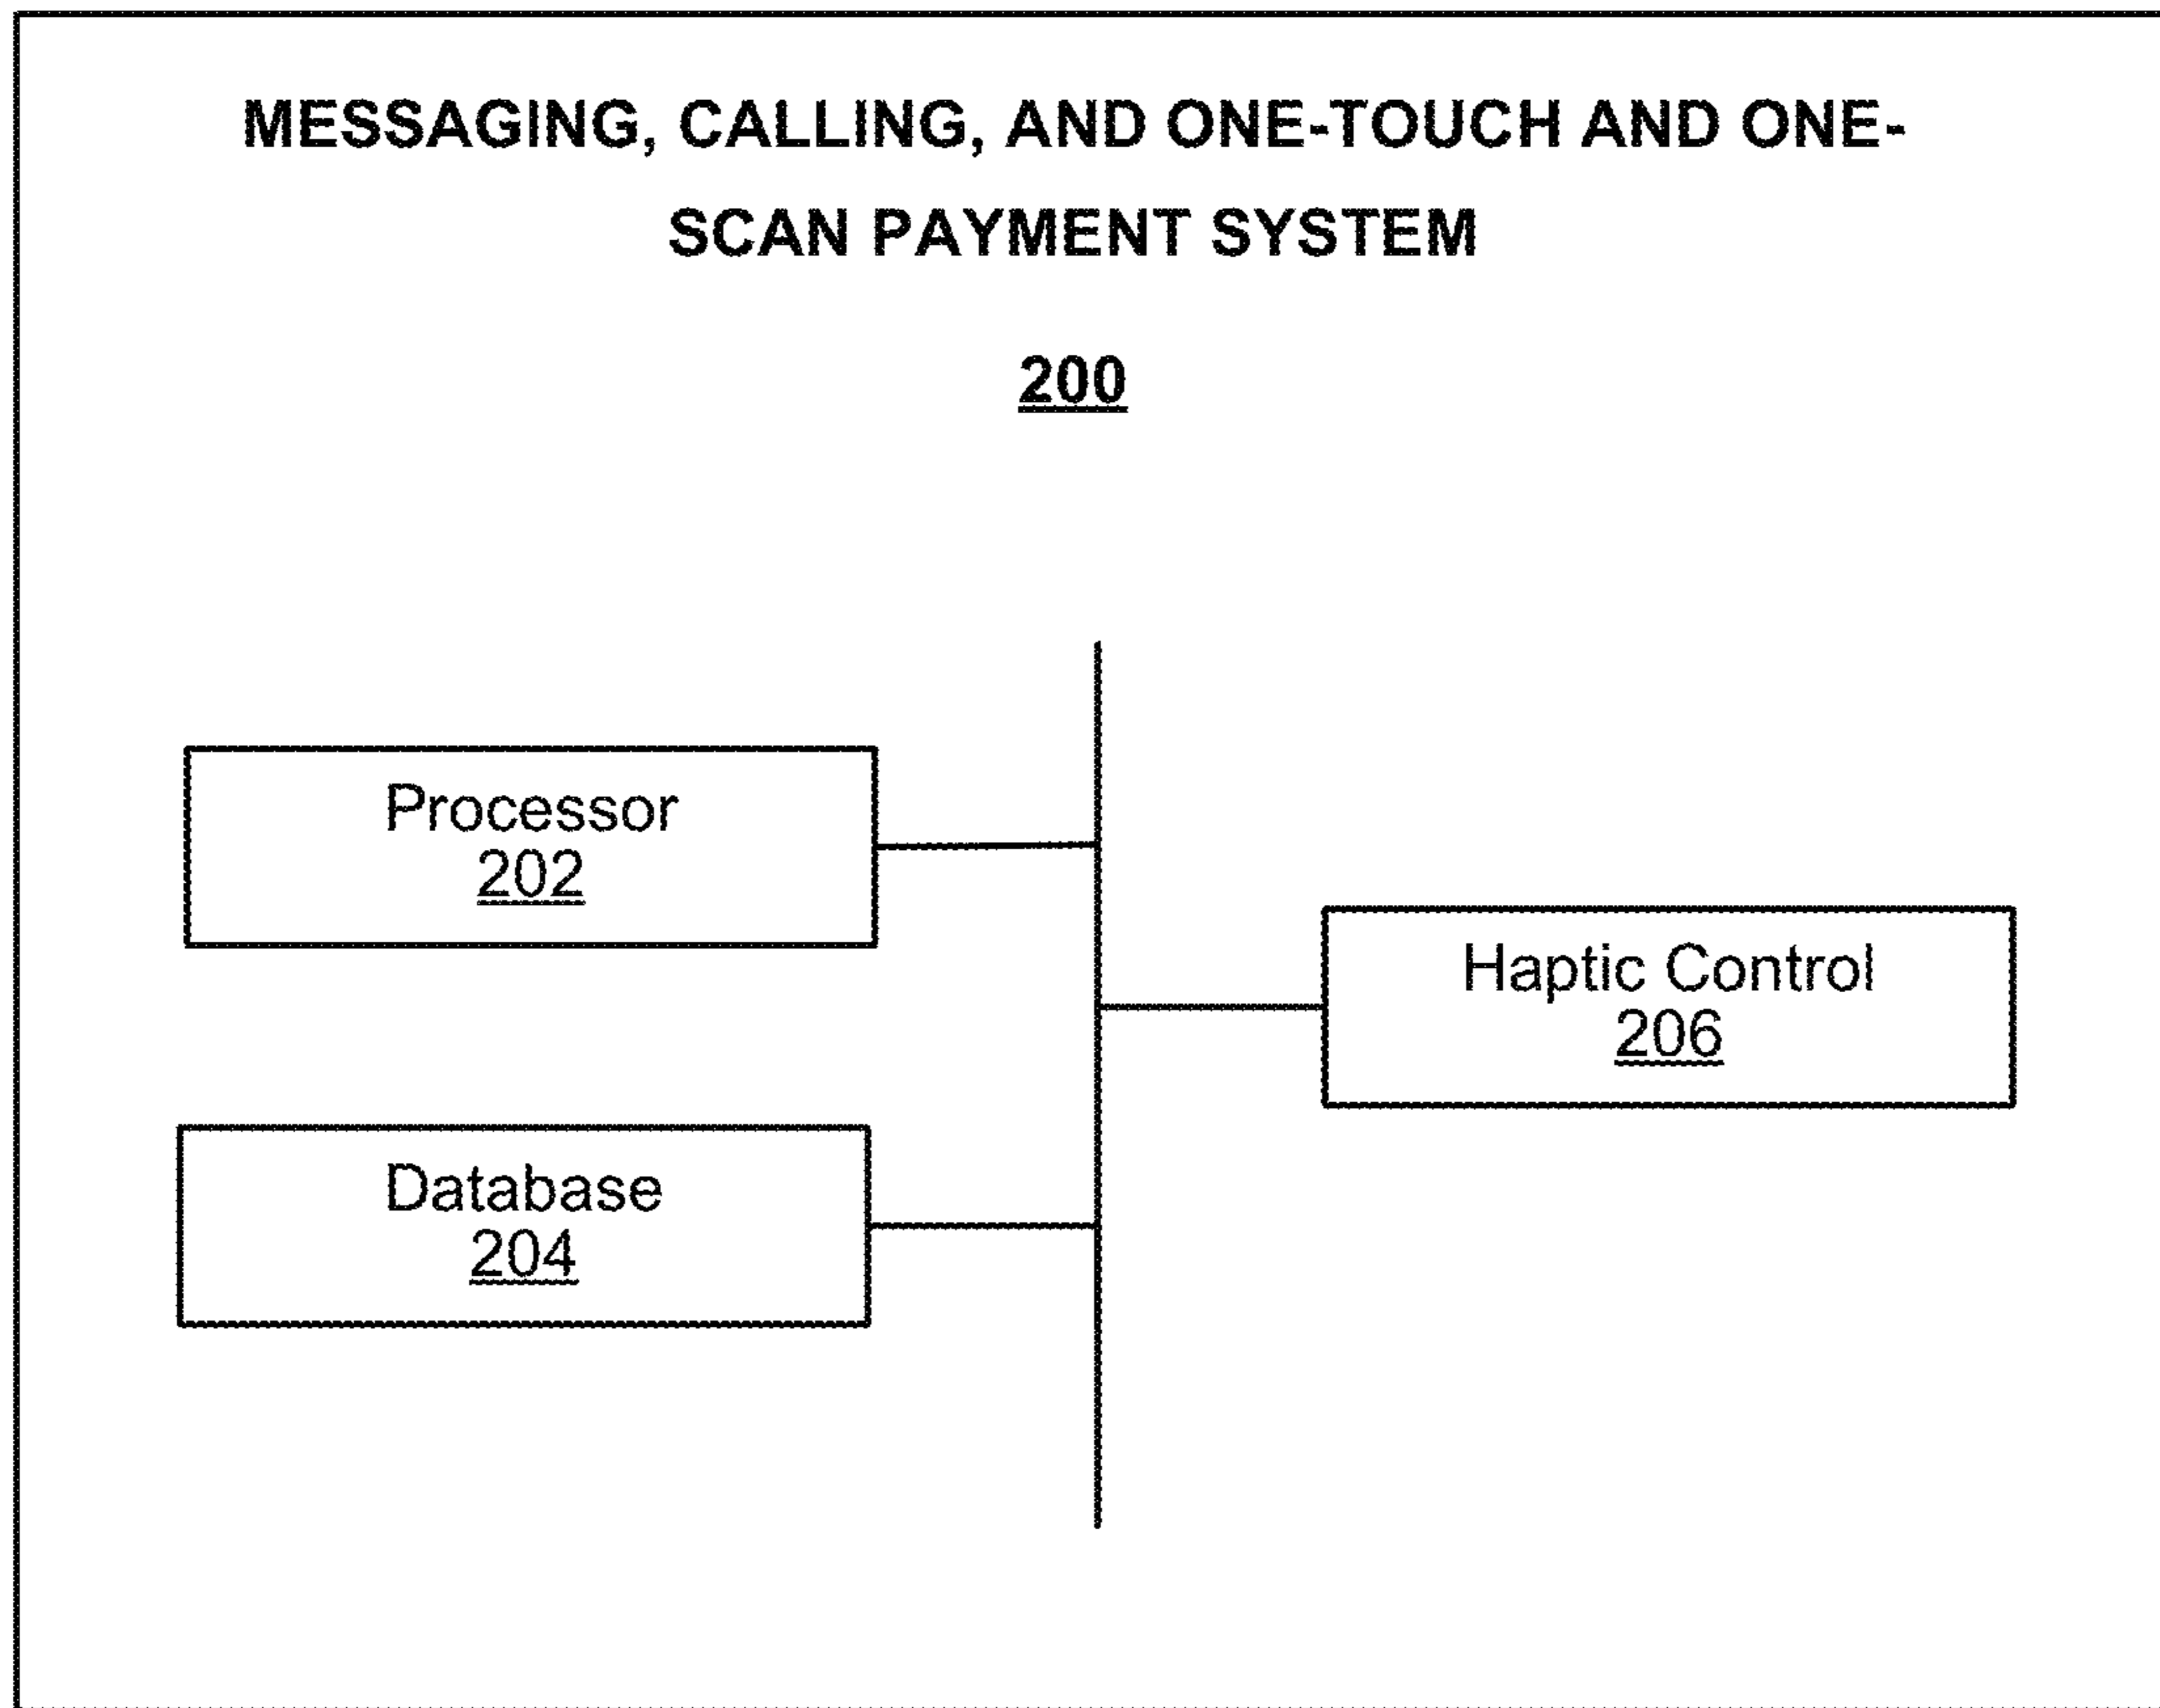 MESSAGING, CALLING, AND ONE-TOUCH AND ONE-
SCAN PAYMENT SYSTEM
200
Processor
202
Haptic Control
206
Database
204